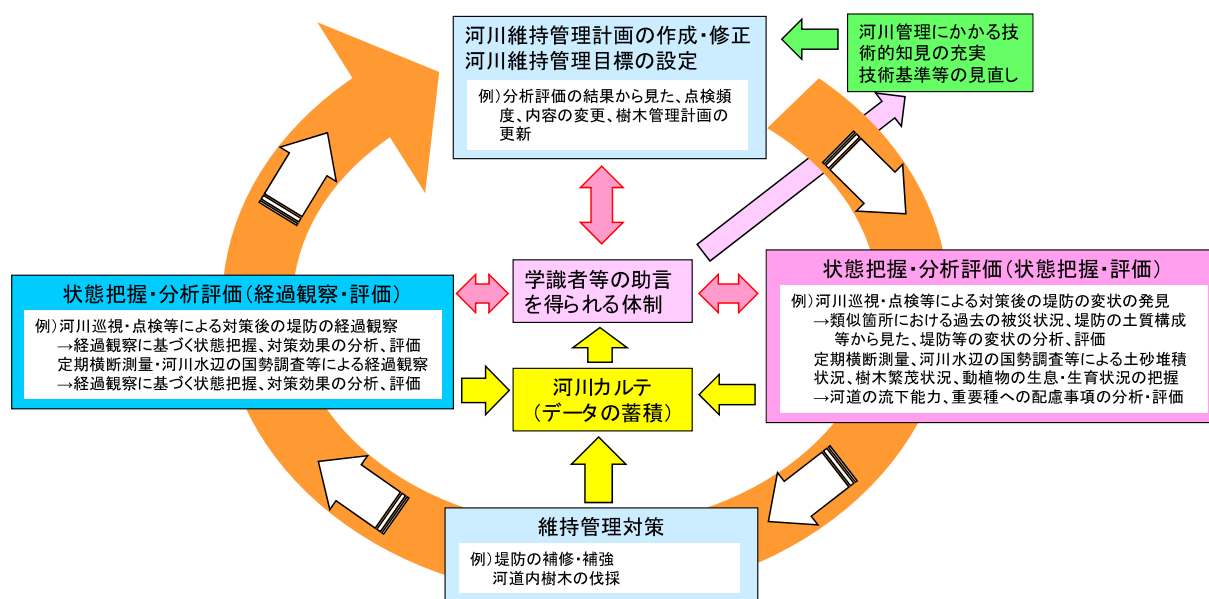 河川維持管理計画の作成・修正
河川維持管理目標の設定
例）分析評価の結果から見た、点検頻
度、内容の変更、樹木管理計画の
更新
河川管理にかかる技
術的知見の充実
技術基準等の見直し
学識者等の助言
を得られる体制
状態把握・分析評価（経過観察・評価）
例）河川巡視・点検等による対策後の堤防の経過観察
→経過観察に基づく状態把握、対策効果の分析、評価
定期横断測量・河川水辺の国勢調査等による経過観察
→経過観察に基づく状態把握、対策効果の分析、評価
状態把握・分析評価（状態把握・評価）
例）河川巡視・点検等による対策後の堤防の変状の発見
→類似箇所における過去の被災状況、堤防の土質構成
等から見た、堤防等の変状の分析、評価
定期横断測量、河川水辺の国勢調査等による土砂堆積
状況、樹木繁茂状況、動植物の生息・生育状況の把握
→河道の流下能力、重要種への配慮事項の分析・評価
河川カルテ
（データの蓄積）
維持管理対策
例）堤防の補修・補強
河道内樹木の伐採